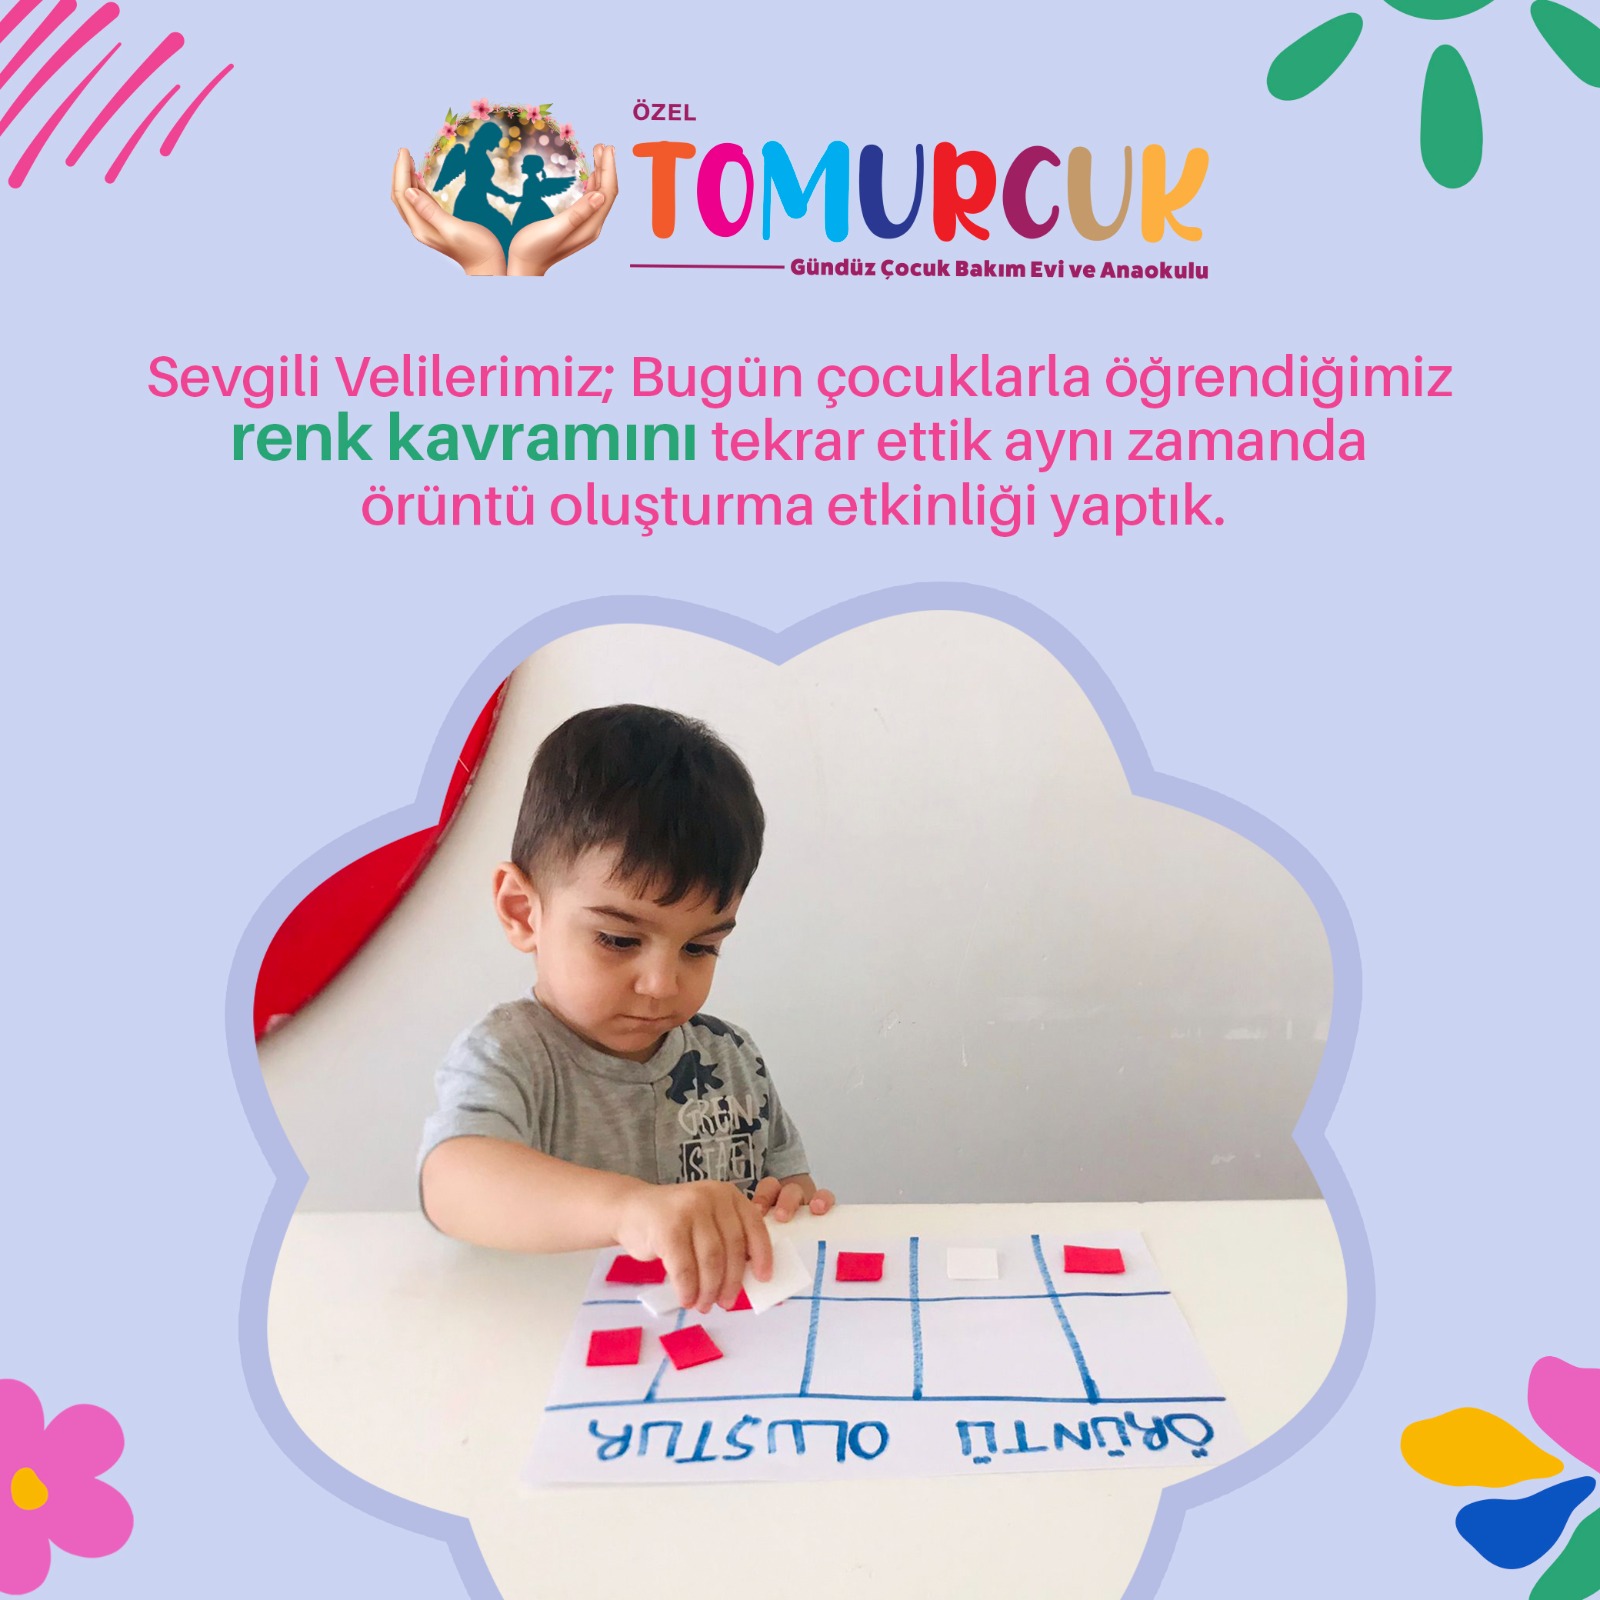 ÖZEL
TOMURCUK
Gündüz Çocuk Bakım Evi ve Anaokulu
Sevgili Velilerimiz; Bugün çocuklarla öğrendiğimiz
renk kavramını tekrar ettik aynı zamanda
örüntü oluşturma etkinliği yaptık.
ÖRÜNTÜ OLUŞTUR